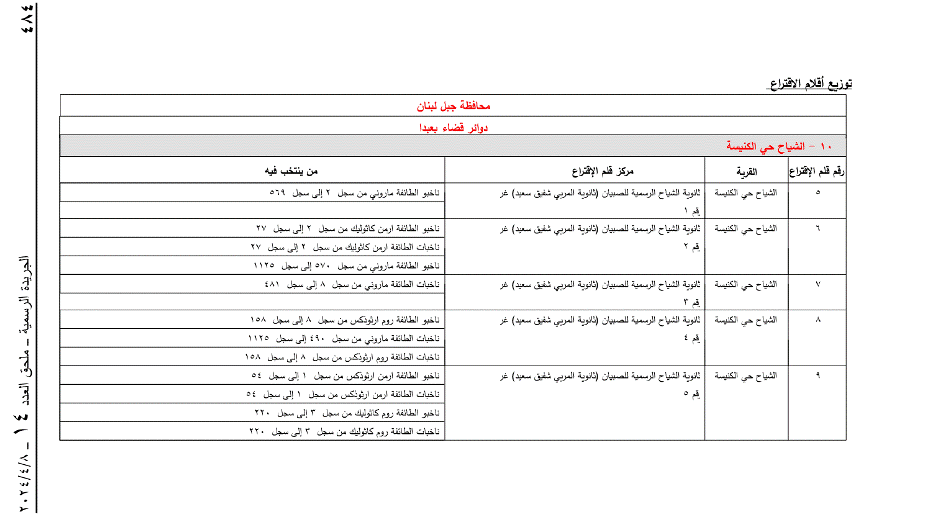 ٤٨٤
الجريدة الرسمية – ملحق العدد ١٤ – ٢٠٢٤/٤/٨
توزيع أقلام الاقتراع
محافظة جبل لبنان
دوائر قضاء بعبدا
١٠ - الشياح حي الكنيسة
رقم قلم الإقتراع القرية مركز قلم الإقتراع من ينتخب فيه
٥ الشياح حي الكنيسة ثانوية الشياح الرسمية للصبيان (ثانوية المربي شفيق سعيد) غر ناخبو الطائفة ماروني من سجل ٢ إلى سجل ٥٦٩
قم ١
٦ الشياح حي الكنيسة ثانوية الشياح الرسمية للصبيان (ثانوية المربي شفيق سعيد) غر ناخبو الطائفة ارمن كاثوليك من سجل ٢ إلى سجل ٢٧
قم ٢ ناخبات الطائفة ارمن كاثوليك من سجل ٢ إلى سجل ٢٧
ناخبو الطائفة ماروني من سجل ٥٧٠ إلى سجل ١١٢٥
٧ الشياح حي الكنيسة ثانوية الشياح الرسمية للصبيان (ثانوية المربي شفيق سعيد) غر ناخبات الطائفة ماروني من سجل ٨ إلى سجل ٤٨١
قم ٣
٨ الشياح حي الكنيسة ثانوية الشياح الرسمية للصبيان (ثانوية المربي شفيق سعيد) غر ناخبو الطائفة روم ارثوذكس من سجل ٨ إلى سجل ١٥٨
قم ٤ ناخبات الطائفة ماروني من سجل ٤٩٠ إلى سجل ١١٢٥
ناخبات الطائفة روم ارثوذكس من سجل ٨ إلى سجل ١٥٨
٩ الشياح حي الكنيسة ثانوية الشياح الرسمية للصبيان (ثانوية المربي شفيق سعيد) غر ناخبو الطائفة ارمن ارثوذكس من سجل ١ إلى سجل ٥٤
قم ٥ ناخبات الطائفة ارمن ارثوذكس من سجل ١ إلى سجل ٥٤
ناخبو الطائفة روم كاثوليك من سجل ٣ إلى سجل ٢٢٠
ناخبات الطائفة روم كاثوليك من سجل ٣ إلى سجل ٢٢٠